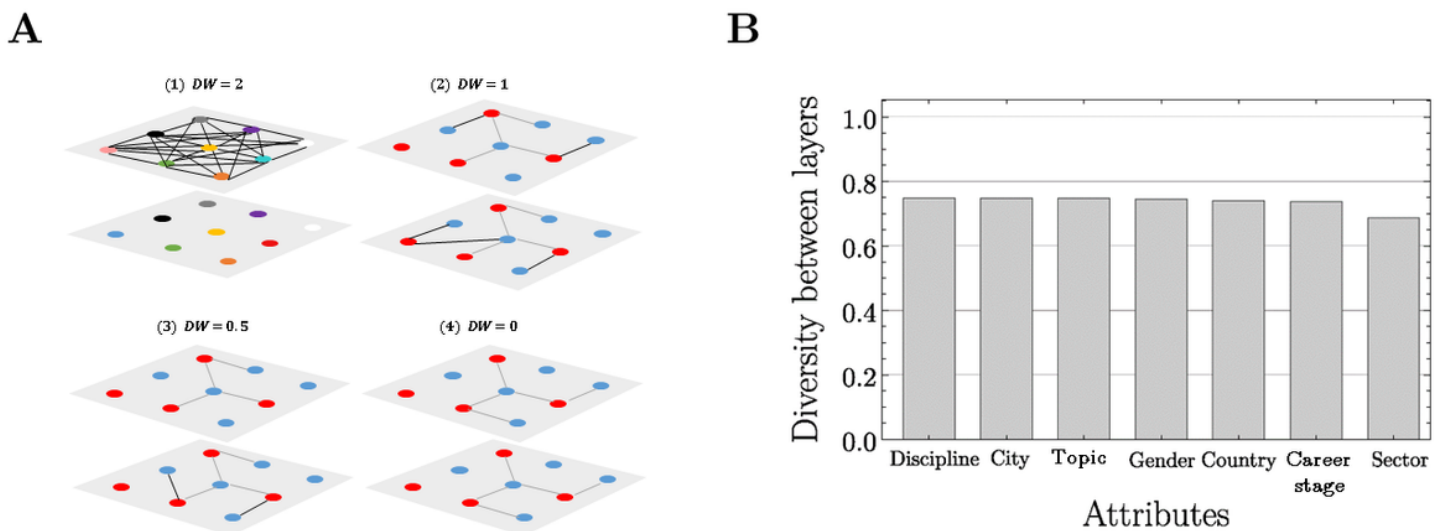 A
(1) DW = 2
(2) DW = 1
(3) DW = 0.5
(4) DW = 0
B
Diversity between layers
1.0
0.8
0.6
0.4
0.2
0.0
Discipline City Topic Gender Country Career stage Sector
Attributes